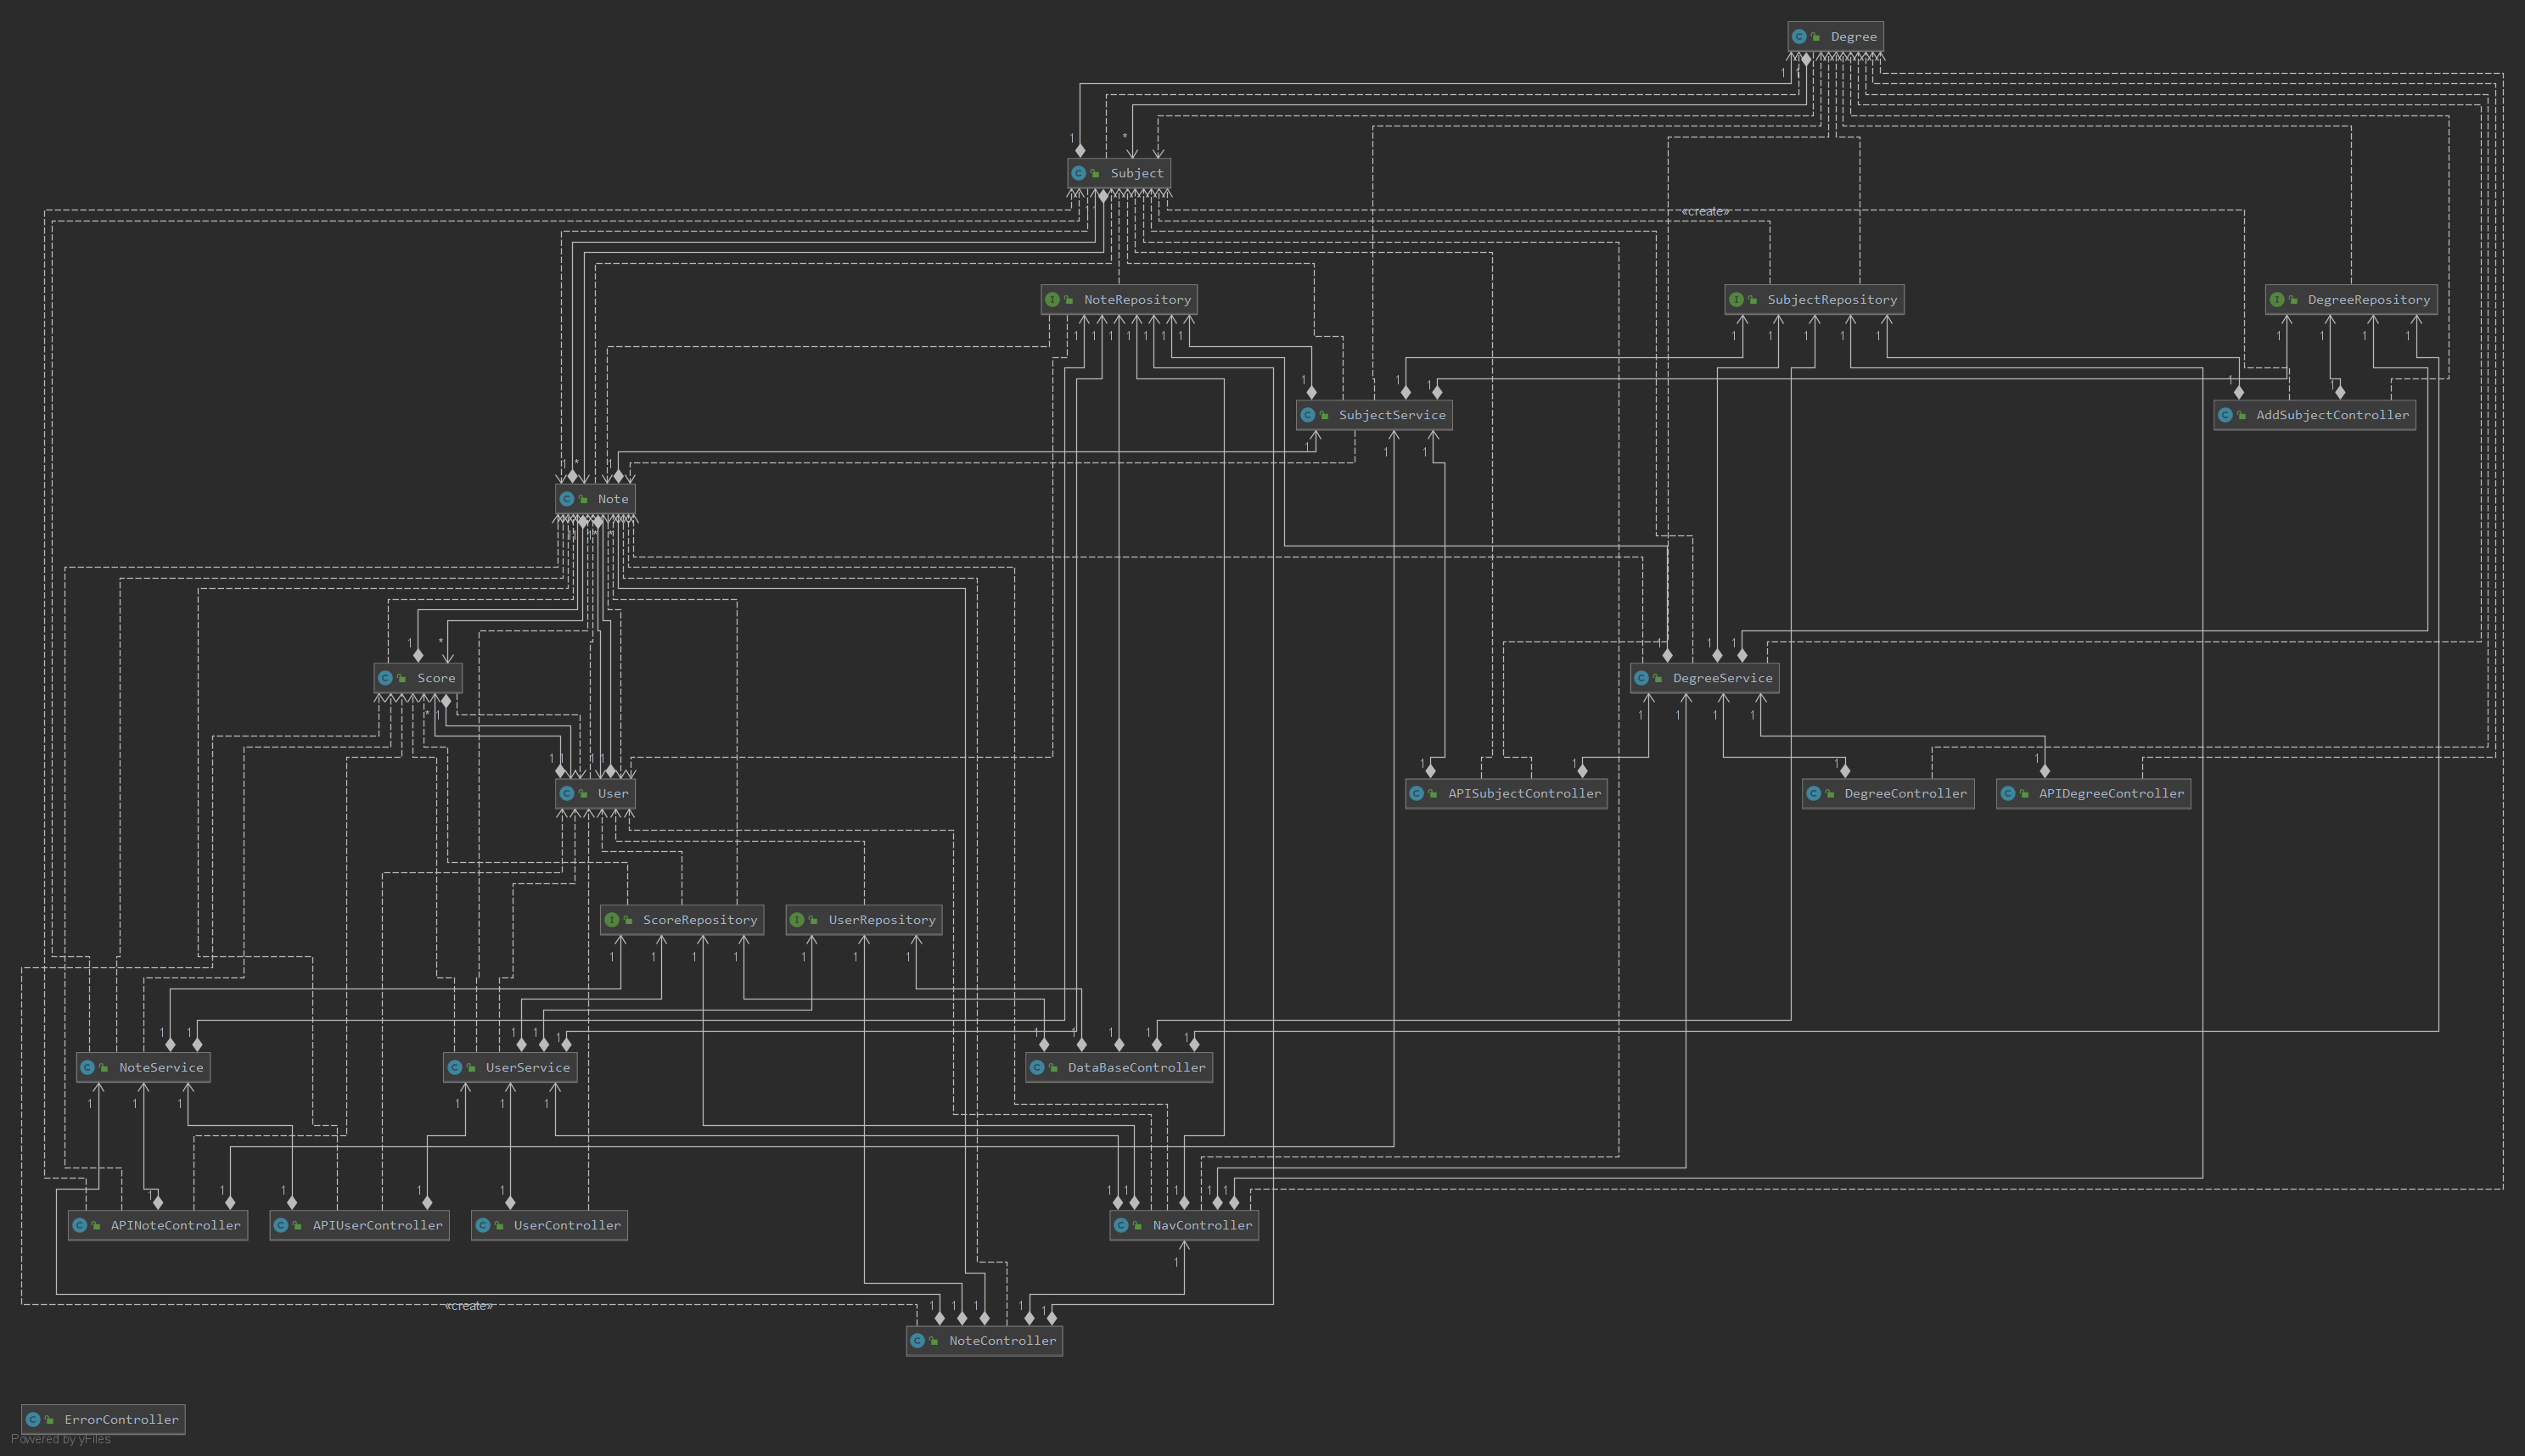 Degree
Subject
«create»
NoteRepository
SubjectRepository
DegreeRepository
SubjectService
AddSubjectController
Note
Score
DegreeService
User
APISubjectController
DegreeController
APIDegreeController
ScoreRepository
UserRepository
NoteService
UserService
DataBaseController
APINoteController
APIUserController
UserController
NavController
«create»
NoteController
ErrorController
Powered by yFiles